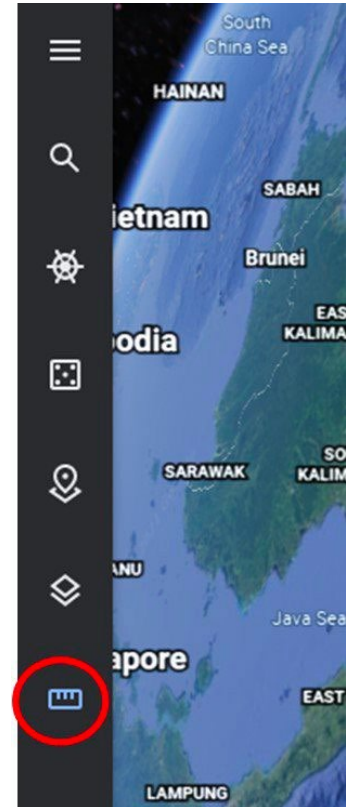 South
China Sea
HAINAN
SABAH
ietnam
Brunei
EAS
KALIMA
odia
SARAWAK
SO
KALIM
ANU
Java Sea
apore
EAST
LAMPUNG